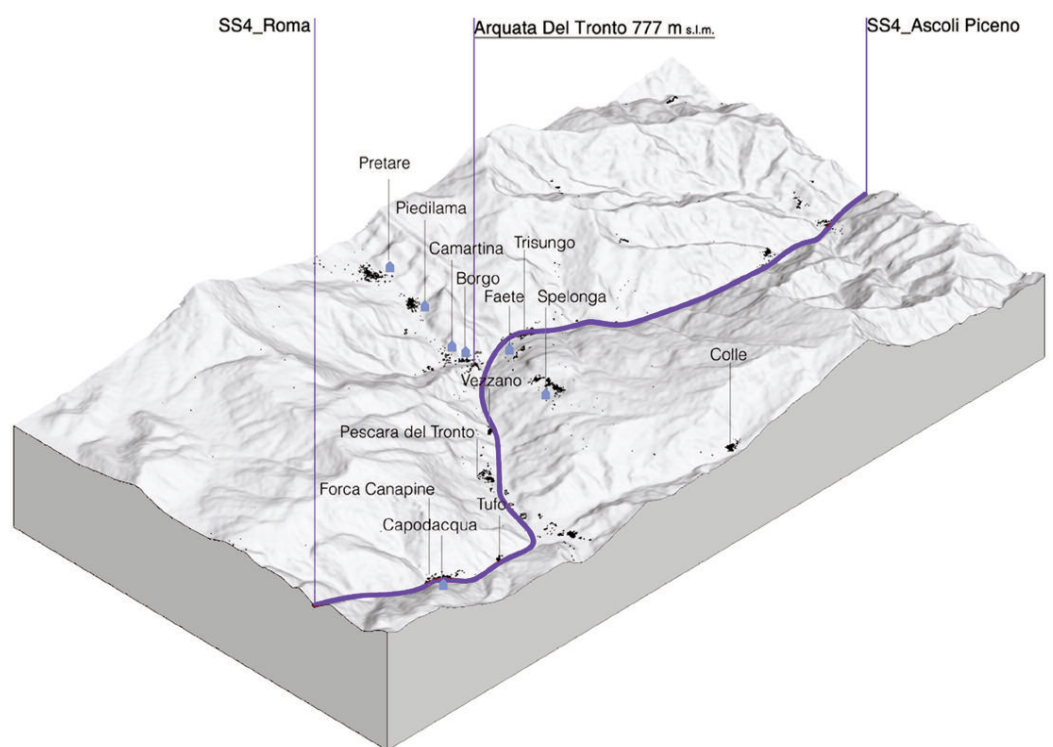 SS4_Roma
Arquata Del Tronto 777 m s.l.m.
SS4_Ascoli Piceno
Pretare
Piedilama
Camartina
Trisungo
Borgo
Faete
Spelonga
Colle
Vezzano
Pescara del Tronto
Forca Canapine
Tufo
Capodacqua